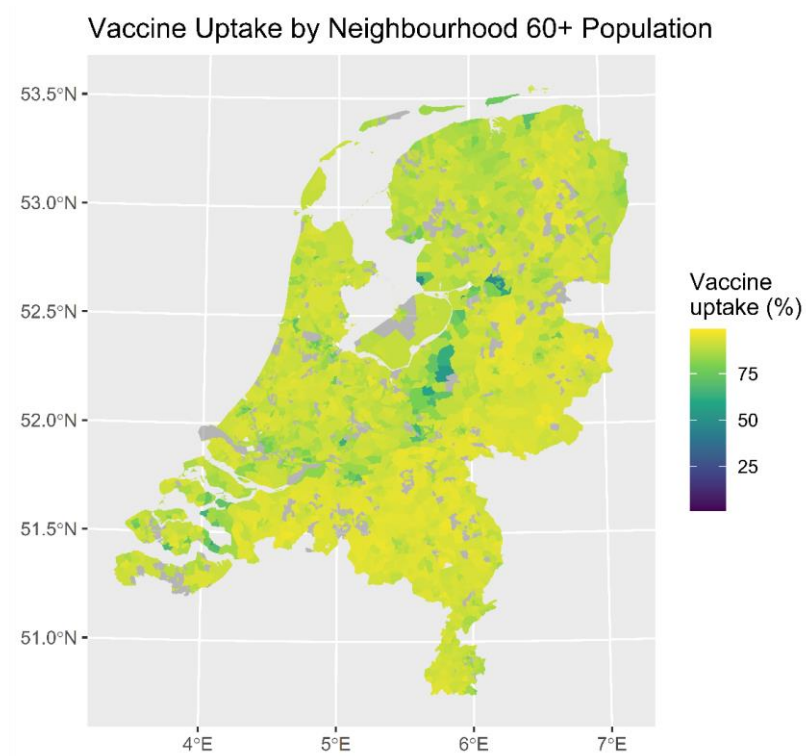 Vaccine Uptake by Neighbourhood 60+ Population
53.5°N
53.0°N
52.5°N
52.0°N
51.5°N
51.0°N
4°E
5°E
6°E
7°E
Vaccine
uptake (%)
75
50
25